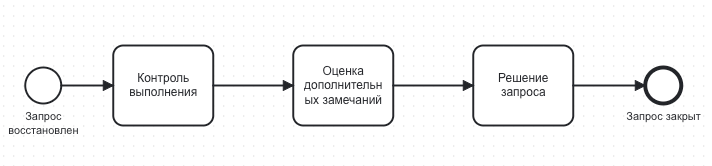 Запрос
восстановлен
Контроль
выполнения
Оценка
дополнительн
ых замечаний
Решение
запроса
Запрос закрыт